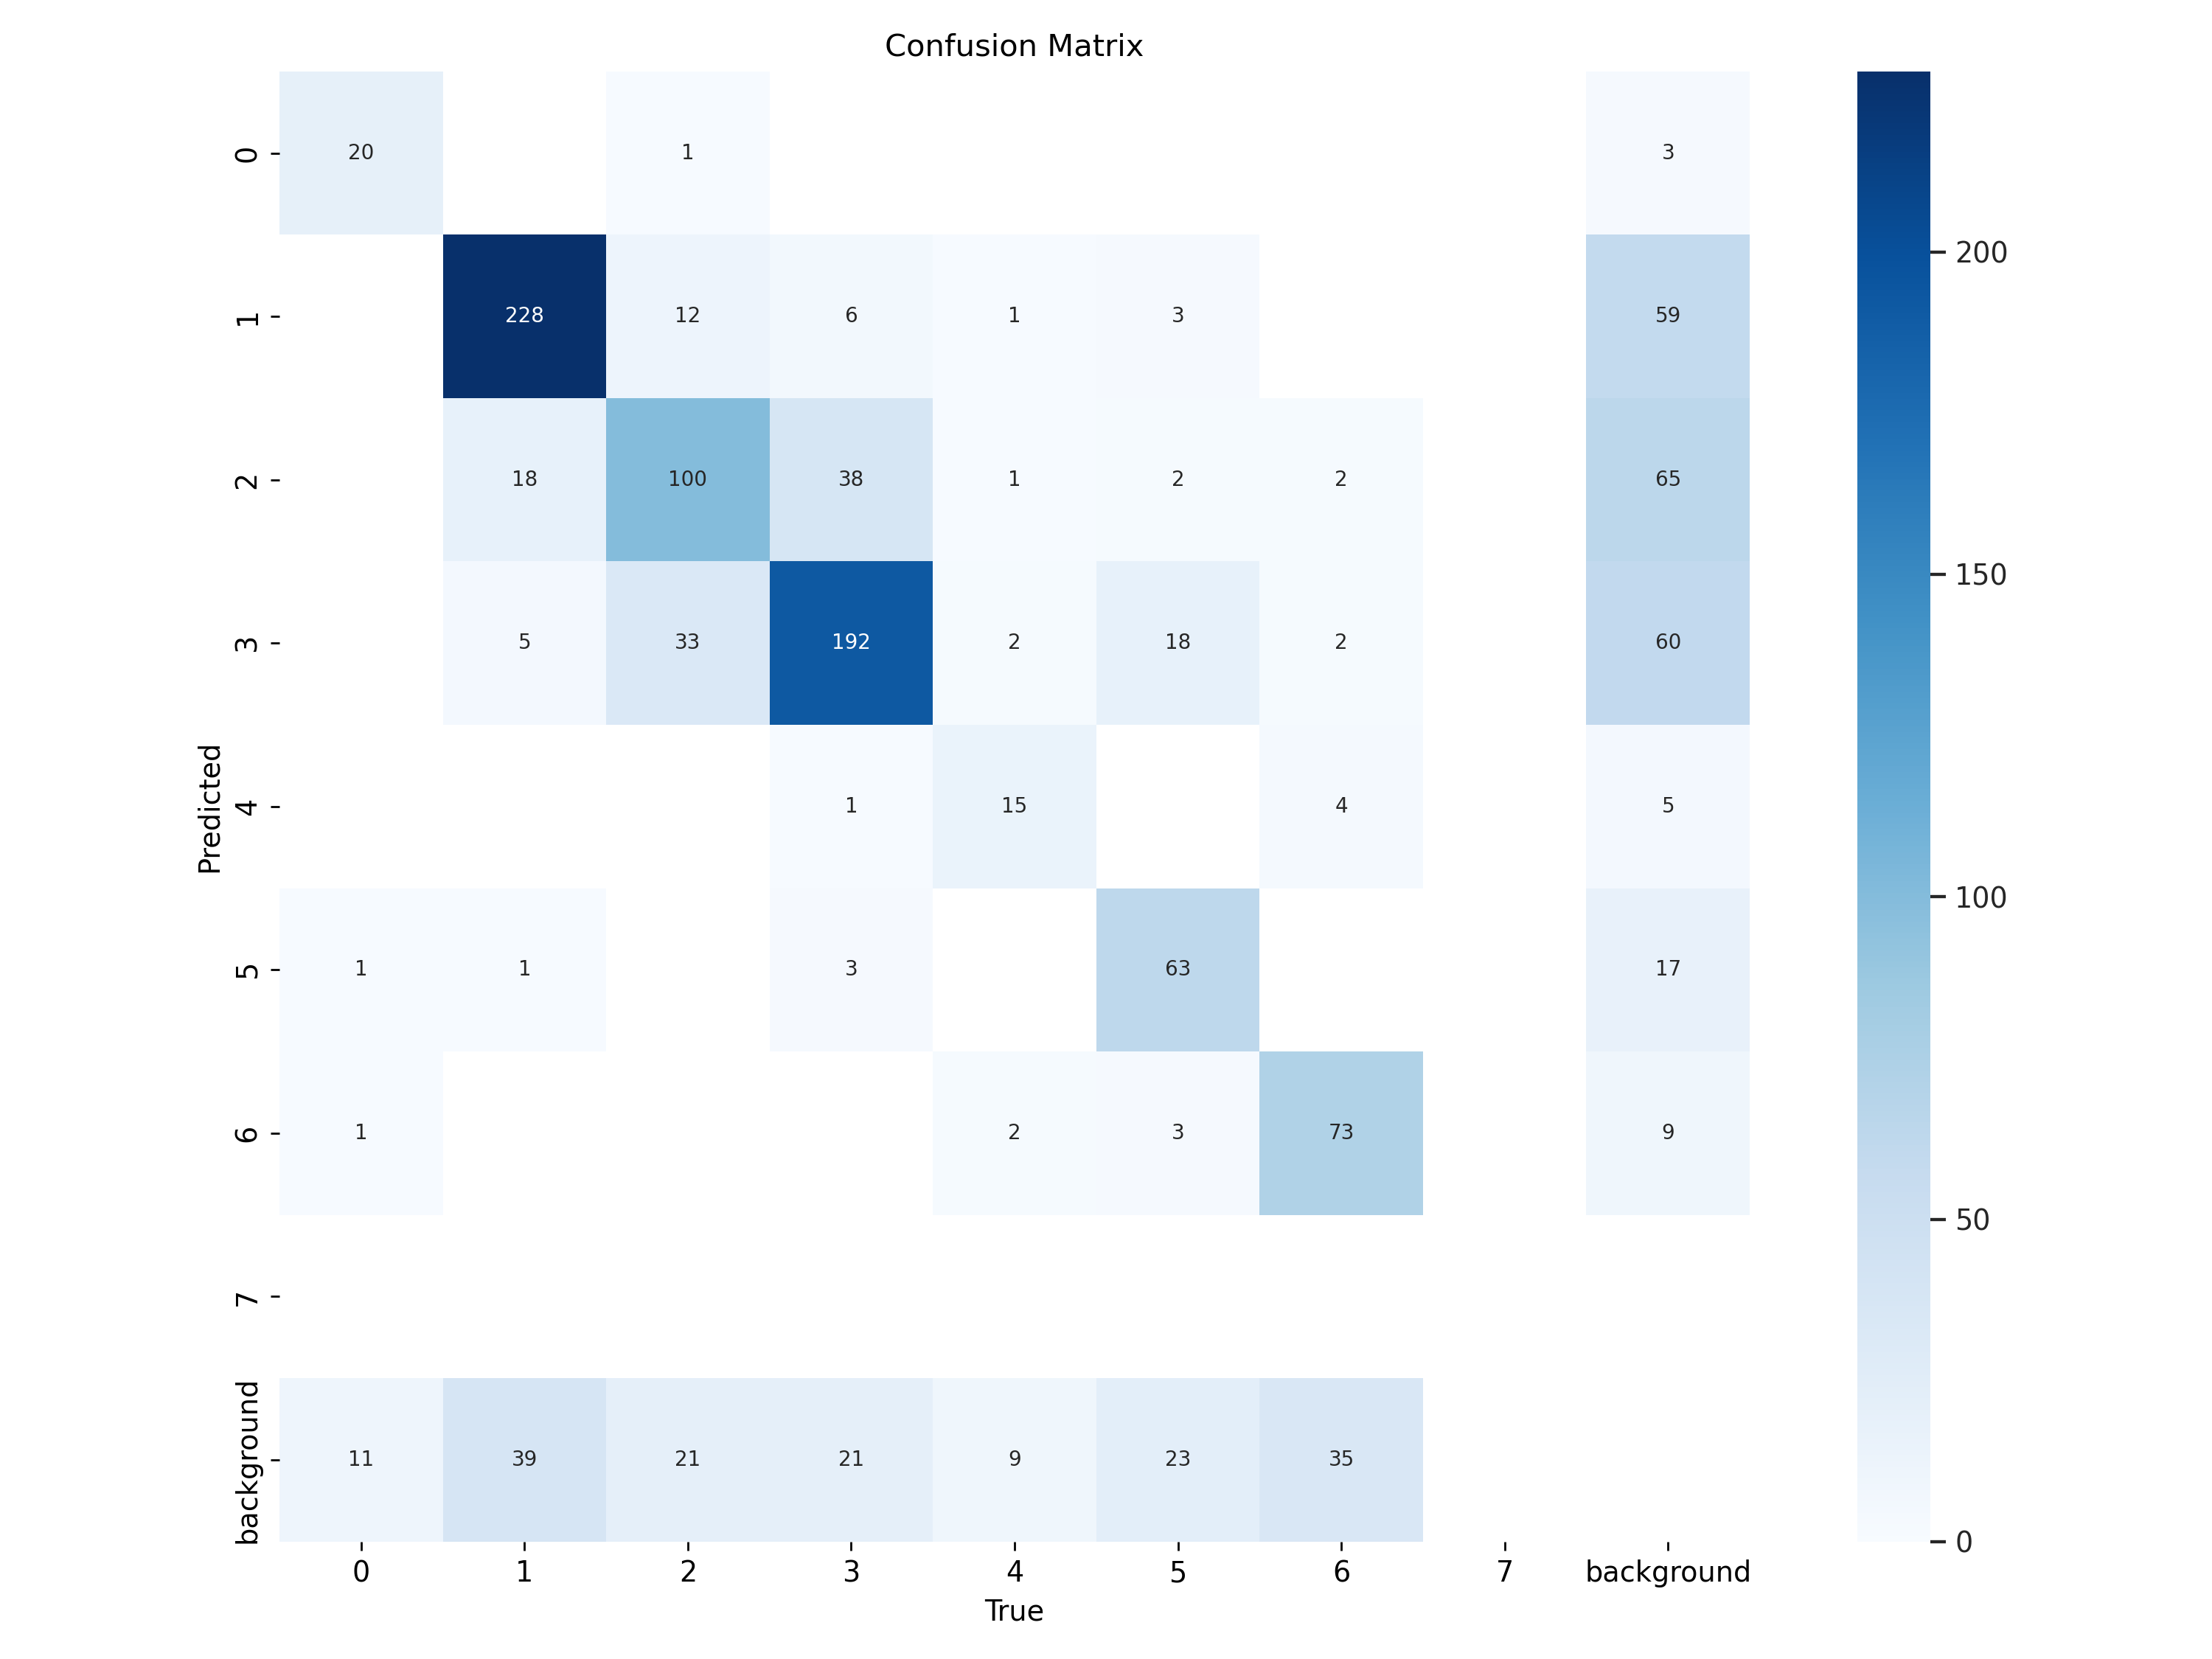 Confusion Matrix
0 20 1 3
1 228 12 6 1 3 59
2 18 100 38 1 2 2 65
3 5 33 192 2 18 2 60
4 1 15 4 5
5 1 1 3 63 17
6 1 2 3 73 9
7
background 11 39 21 21 9 23 35
0 1 2 3 4 5 6 7 background
True
Predicted
200
150
100
50
0